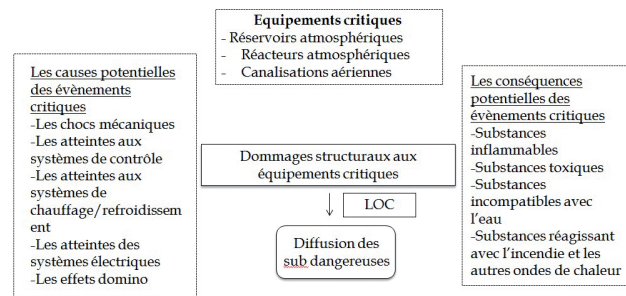 Equipements critiques
- Réservoirs atmosphériques
- Réacteurs atmosphériques
- Canalisations aériennes
Les causes potentielles
des évènements
critiques
-Les chocs mécaniques
-Les atteintes aux
systèmes de contrôle
-Les atteintes aux
systèmes de
chauffage/refroidissem
ent
-Les atteintes des
systèmes électriques
-Les effets domino
Dommages structuraux aux
équipements critiques
LOC
Diffusion des
sub dangereuses
Les conséquences
potentielles des
évènements critiques
-Substances
inflammables
-Substances toxiques
-Substances
incompatibles avec
l'eau
-Substances réagissant
avec l'incendie et les
autres ondes de chaleur